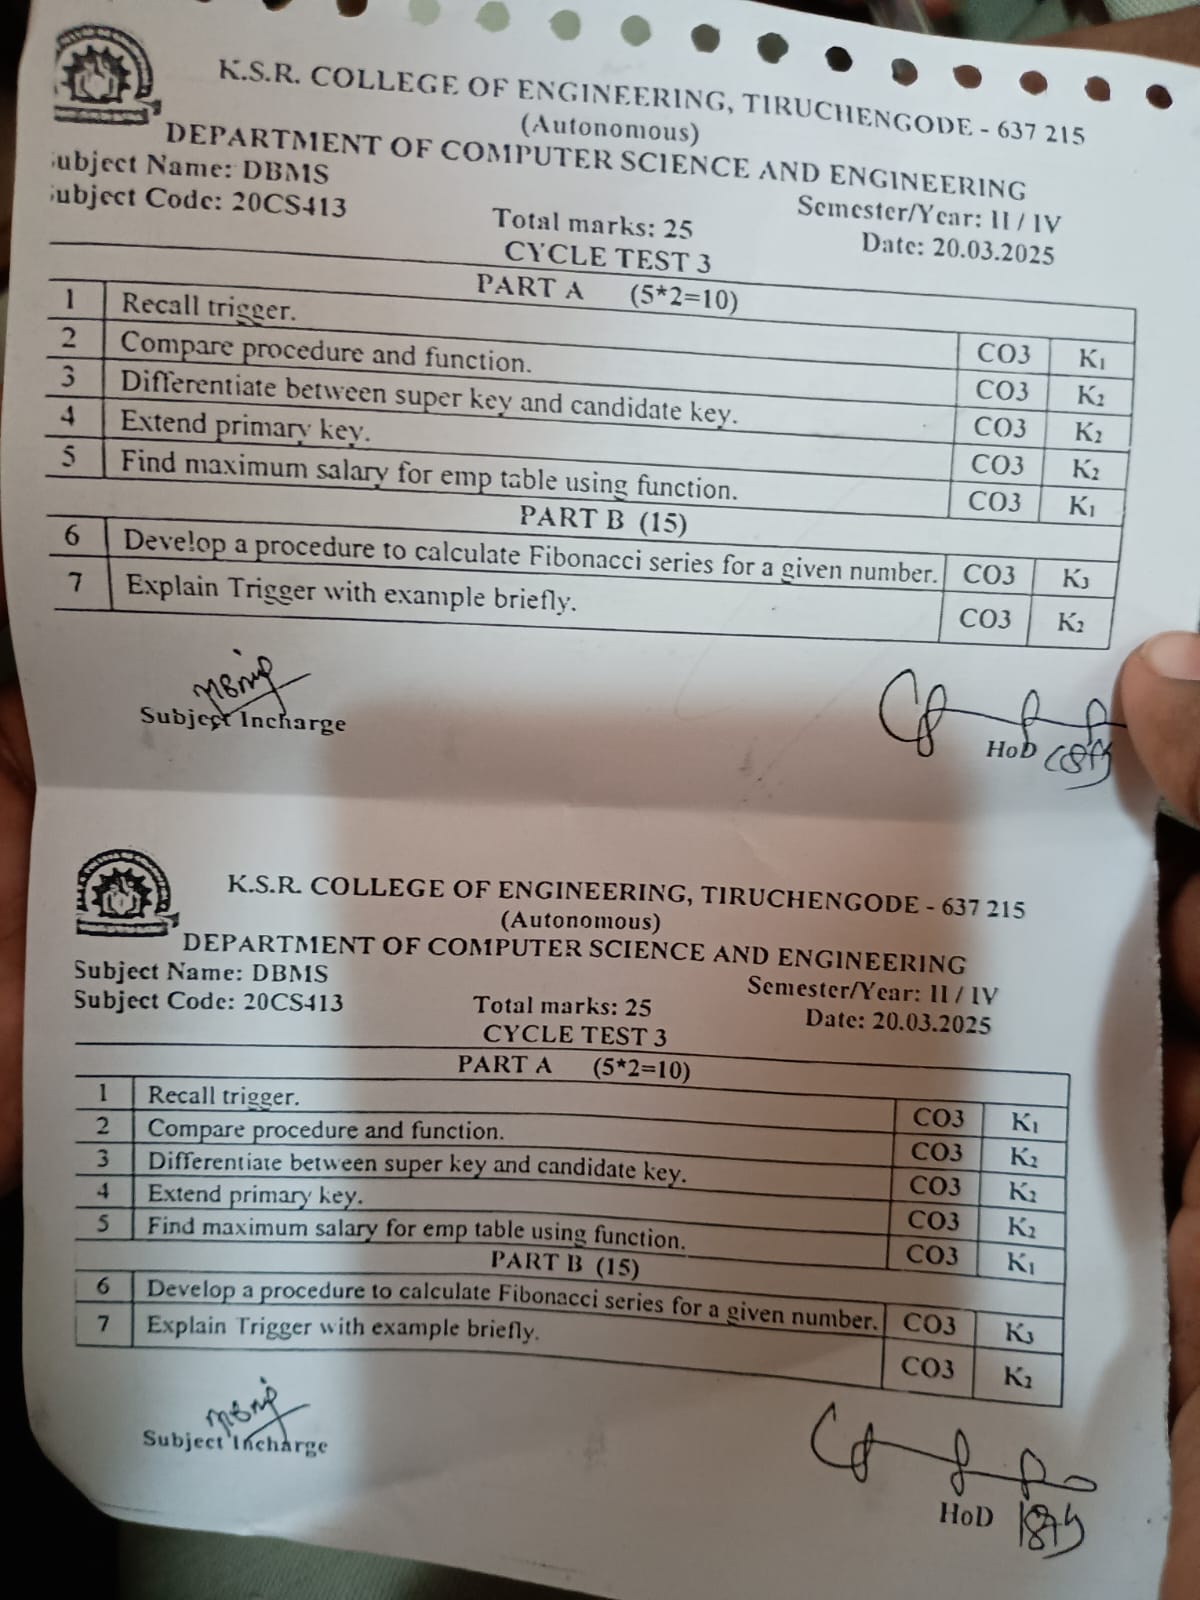 K.S.R. COLLEGE OF ENGINEERING, TIRUCHENGODE - 637 215
(Autonomous)
DEPARTMENT OF COMPUTER SCIENCE AND ENGINEERING
ubject Name: DBMS
Semester/Year: II / IV
ubject Code: 20CS413
Total marks: 25
Date: 20.03.2025
CYCLE TEST 3
PART A (5*2=10)
1 Recall trigger. CO3 K1
2 Compare procedure and function. CO3 K2
3 Differentiate between super key and candidate key. CO3 K2
4 Extend primary key. CO3 K2
5 Find maximum salary for emp table using function. CO3 K1
PART B (15)
6 Develop a procedure to calculate Fibonacci series for a given number. CO3 K3
7 Explain Trigger with example briefly. CO3 K2
Subject Incharge
HoD
K.S.R. COLLEGE OF ENGINEERING, TIRUCHENGODE - 637 215
(Autonomous)
DEPARTMENT OF COMPUTER SCIENCE AND ENGINEERING
Subject Name: DBMS
Semester/Year: II / IV
Subject Code: 20CS413
Total marks: 25
Date: 20.03.2025
CYCLE TEST 3
PART A (5*2=10)
1 Recall trigger. CO3 K1
2 Compare procedure and function. CO3 K2
3 Differentiate between super key and candidate key. CO3 K2
4 Extend primary key. CO3 K2
5 Find maximum salary for emp table using function. CO3 K1
PART B (15)
6 Develop a procedure to calculate Fibonacci series for a given number. CO3 K3
7 Explain Trigger with example briefly. CO3 K2
Subject Incharge
HoD